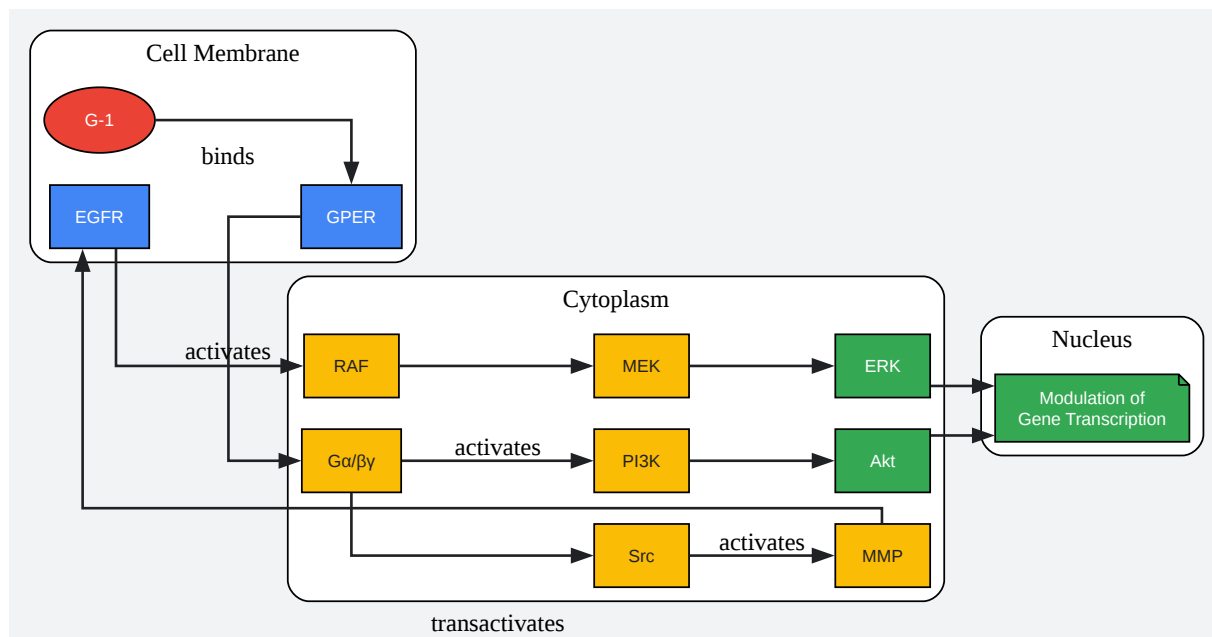 Cell Membrane
G-1
binds
EGFR
GPER
Cytoplasm
activates
RAF
MEK
ERK
Nucleus
Modulation of
Gene Transcription
Gα/βγ
activates
PI3K
Akt
Src
activates
MMP
transactivates